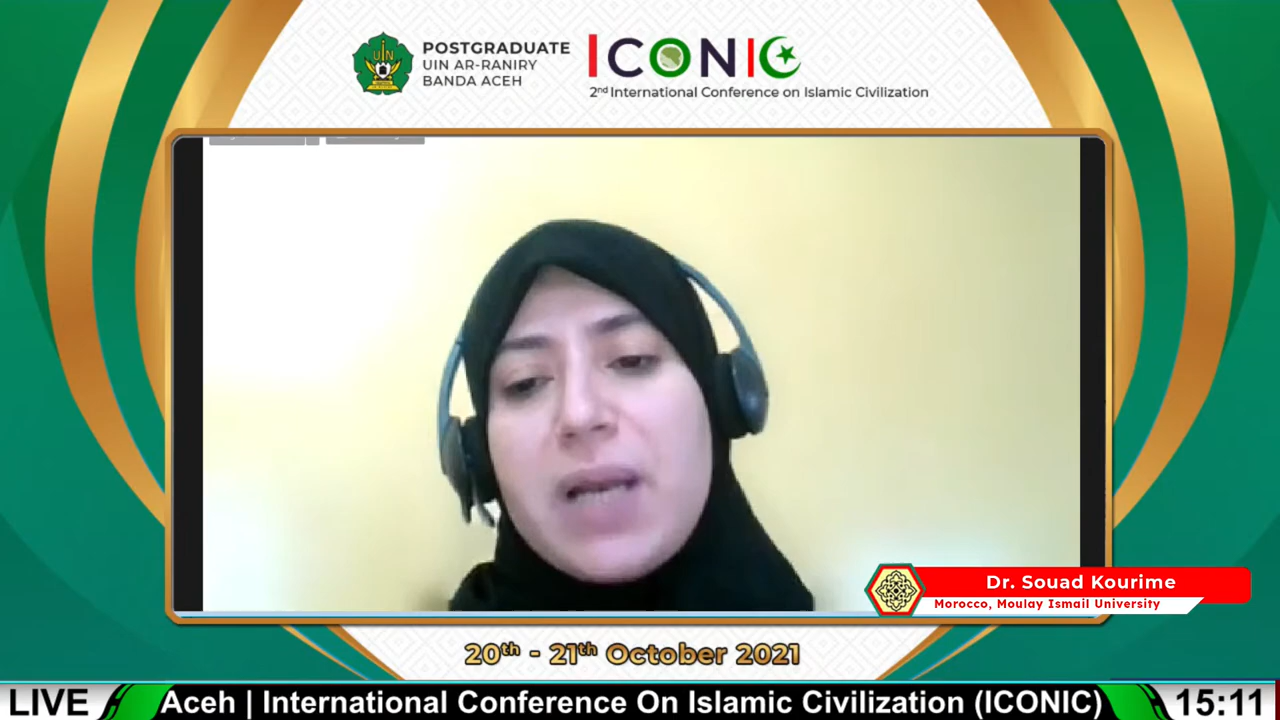 UIN
POSTGRADUATE
UIN AR-RANIRY
BANDA ACEH
ICONIC
2nd International Conference on Islamic Civilization
Dr. Souad Kourime
Morocco, Moulay Ismail University
20th - 21th October 2021
LIVE
Aceh | International Conference On Islamic Civilization (ICONIC)
15:11